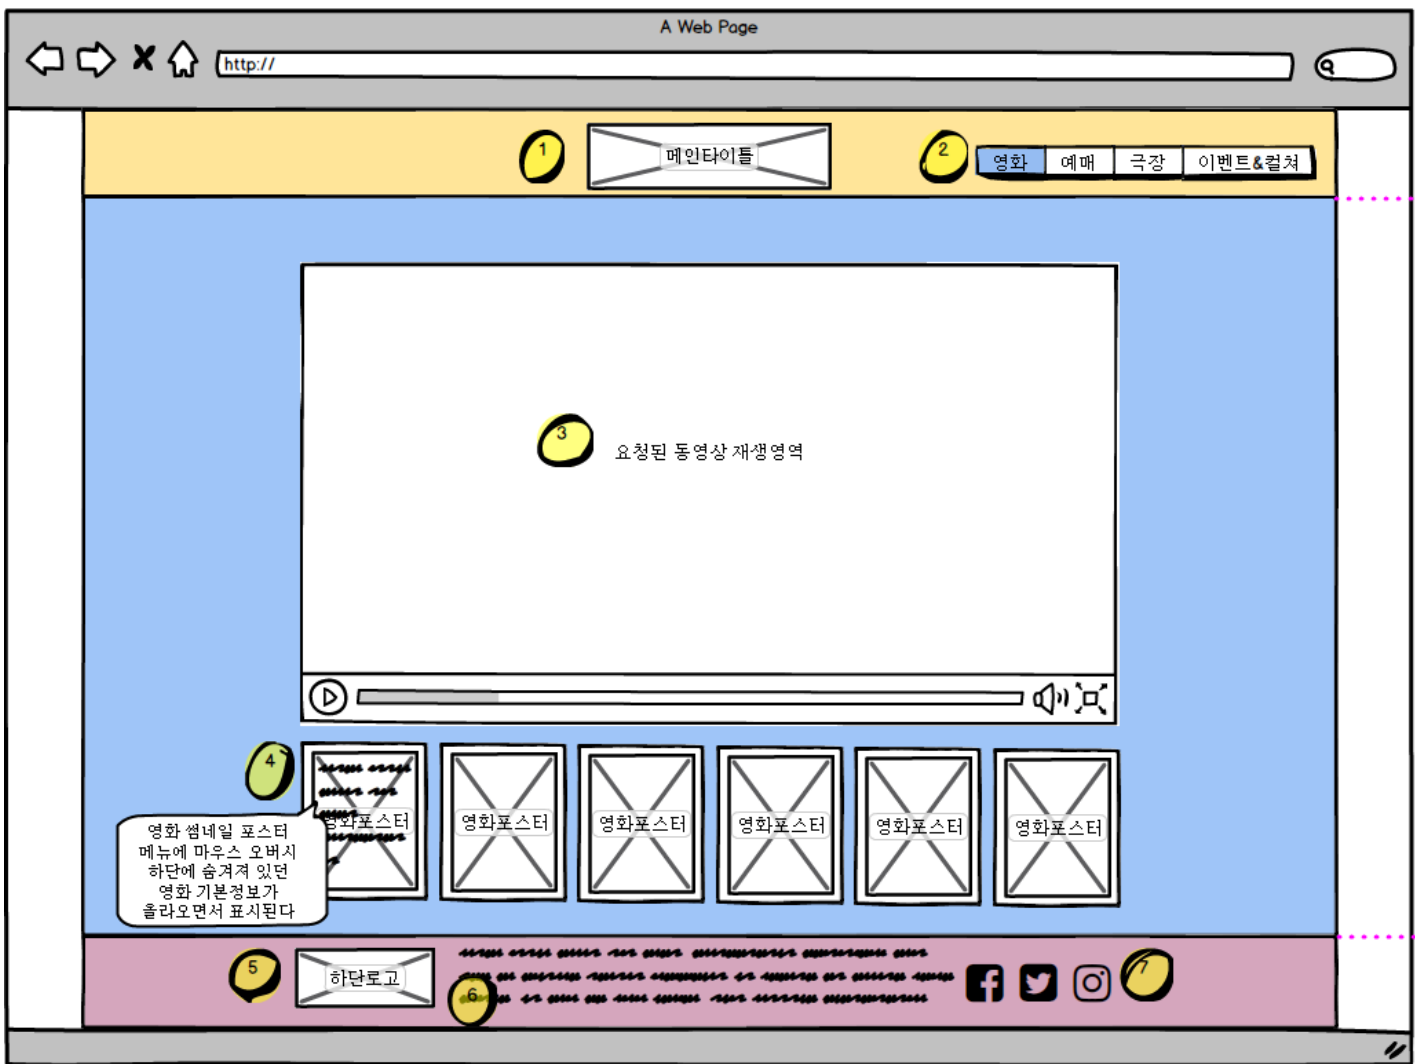 A Web Page
http://
1
메인타이틀
2
영화
예매
극장
이벤트&컬쳐
3
요청된 동영상 재생영역
4
영화포스터
영화포스터
영화포스터
영화포스터
영화포스터
영화포스터
영화 썸네일 포스터
메뉴에 마우스 오버시
하단에 숨겨져 있던
영화 기본정보가
올라오면서 표시된다
5
하단로고
6
7